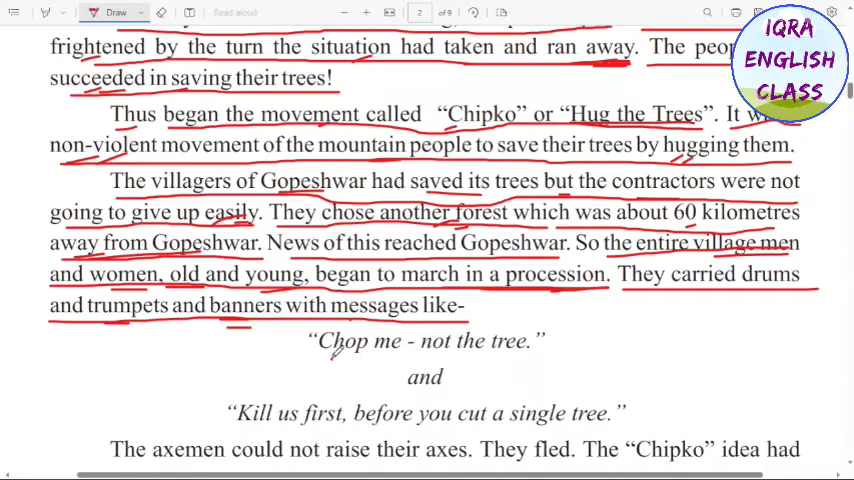 Draw
Read aloud
2
of 9
IQRA
ENGLISH
CLASS
frightened by the turn the situation had taken and ran away. The
succeeded in saving their trees!
Thus began the movement called “Chipko” or “Hug the Trees”. It
non-violent movement of the mountain people to save their trees by hugging them.
The villagers of Gopeshwar had saved its trees but the contractors were not
going to give up easily. They chose another forest which was about 60 kilometres
away from Gopeshwar. News of this reached Gopeshwar. So the entire village men
and women, old and young, began to march in a procession. They carried drums
and trumpets and banners with messages like-
“Chop me - not the tree.”
and
“Kill us first, before you cut a single tree.”
The axemen could not raise their axes. They fled. The “Chipko” idea had